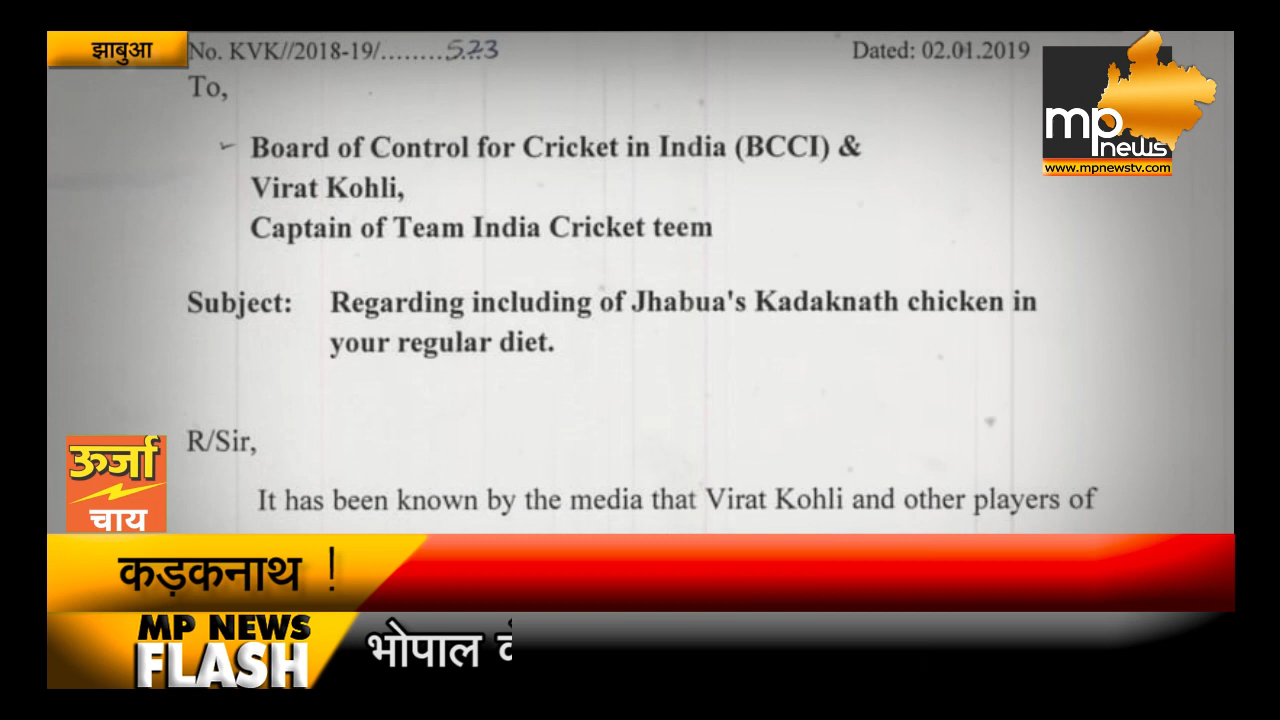 झाबुआ
No. KVK//2018-19/........523
Dated: 02.01.2019
To,
Board of Control for Cricket in India (BCCI) &
Virat Kohli,
Captain of Team India Cricket teem
Subject: Regarding including of Jhabua's Kadaknath chicken in
your regular diet.
R/Sir,
It has been known by the media that Virat Kohli and other players of
mp
news
www.mpnewstv.com
ऊर्जा
चाय
कड़कनाथ !
MP NEWS
FLASH
भोपाल